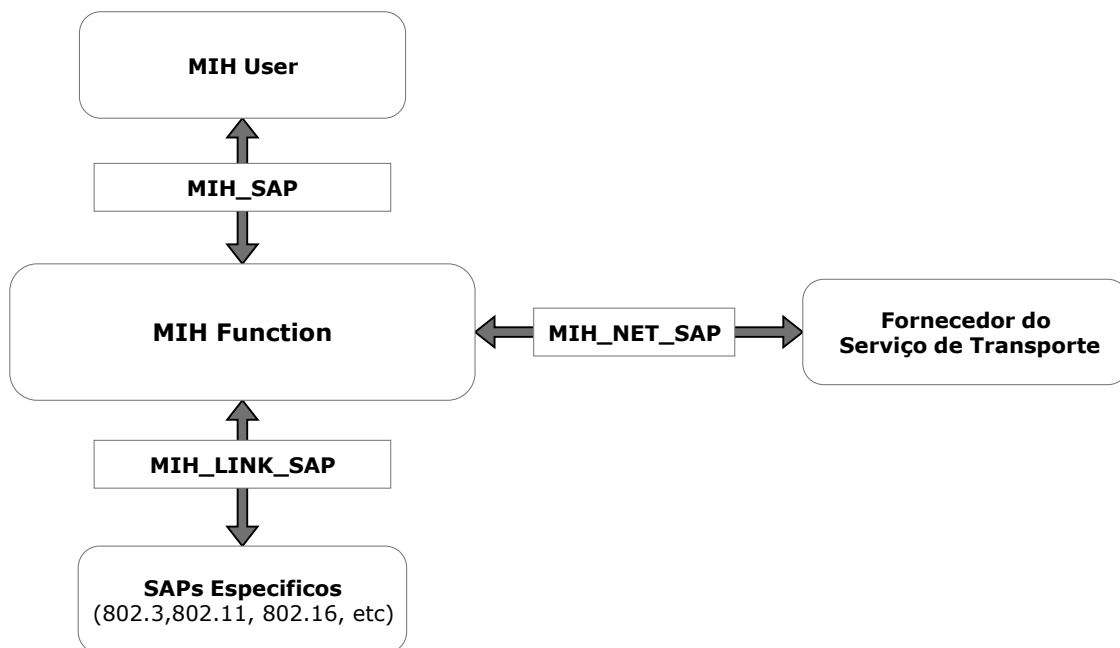 MIH User
MIH_SAP
MIH Function
MIH_NET_SAP
Fornecedor do
Serviço de Transporte
MIH_LINK_SAP
SAPs Especificos
(802.3,802.11, 802.16, etc)